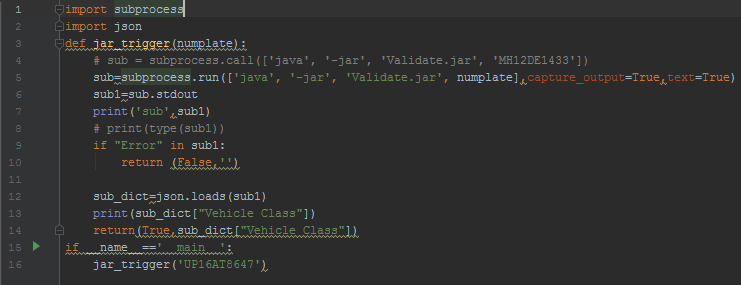 1 import subprocess
2 import json
3 def jar_trigger(numplate):
4     # sub = subprocess.call(['java', '-jar', 'Validate.jar', 'MH12DE1433'])
5     sub=subprocess.run(['java', '-jar', 'Validate.jar', numplate],capture_output=True,text=True)
6     sub1=sub.stdout
7     print('sub',sub1)
8     # print(type(sub1))
9     if "Error" in sub1:
10         return (False,'')
11
12     sub_dict=json.loads(sub1)
13     print(sub_dict["Vehicle Class"])
14     return(True,sub_dict["Vehicle Class"])
15 if __name__=='__main__':
16     jar_trigger('UP16AT8647')